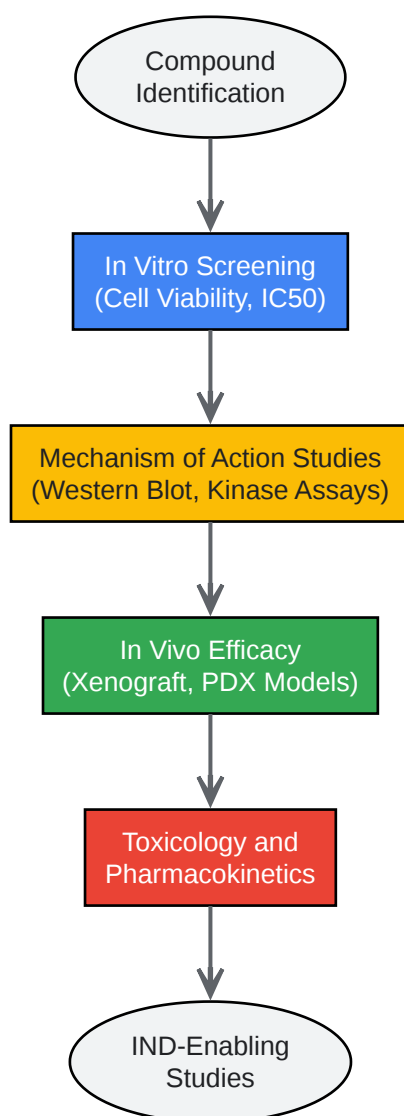 Compound
Identification
In Vitro Screening
(Cell Viability, IC50)
Mechanism of Action Studies
(Western Blot, Kinase Assays)
In Vivo Efficacy
(Xenograft, PDX Models)
Toxicology and
Pharmacokinetics
IND-Enabling
Studies